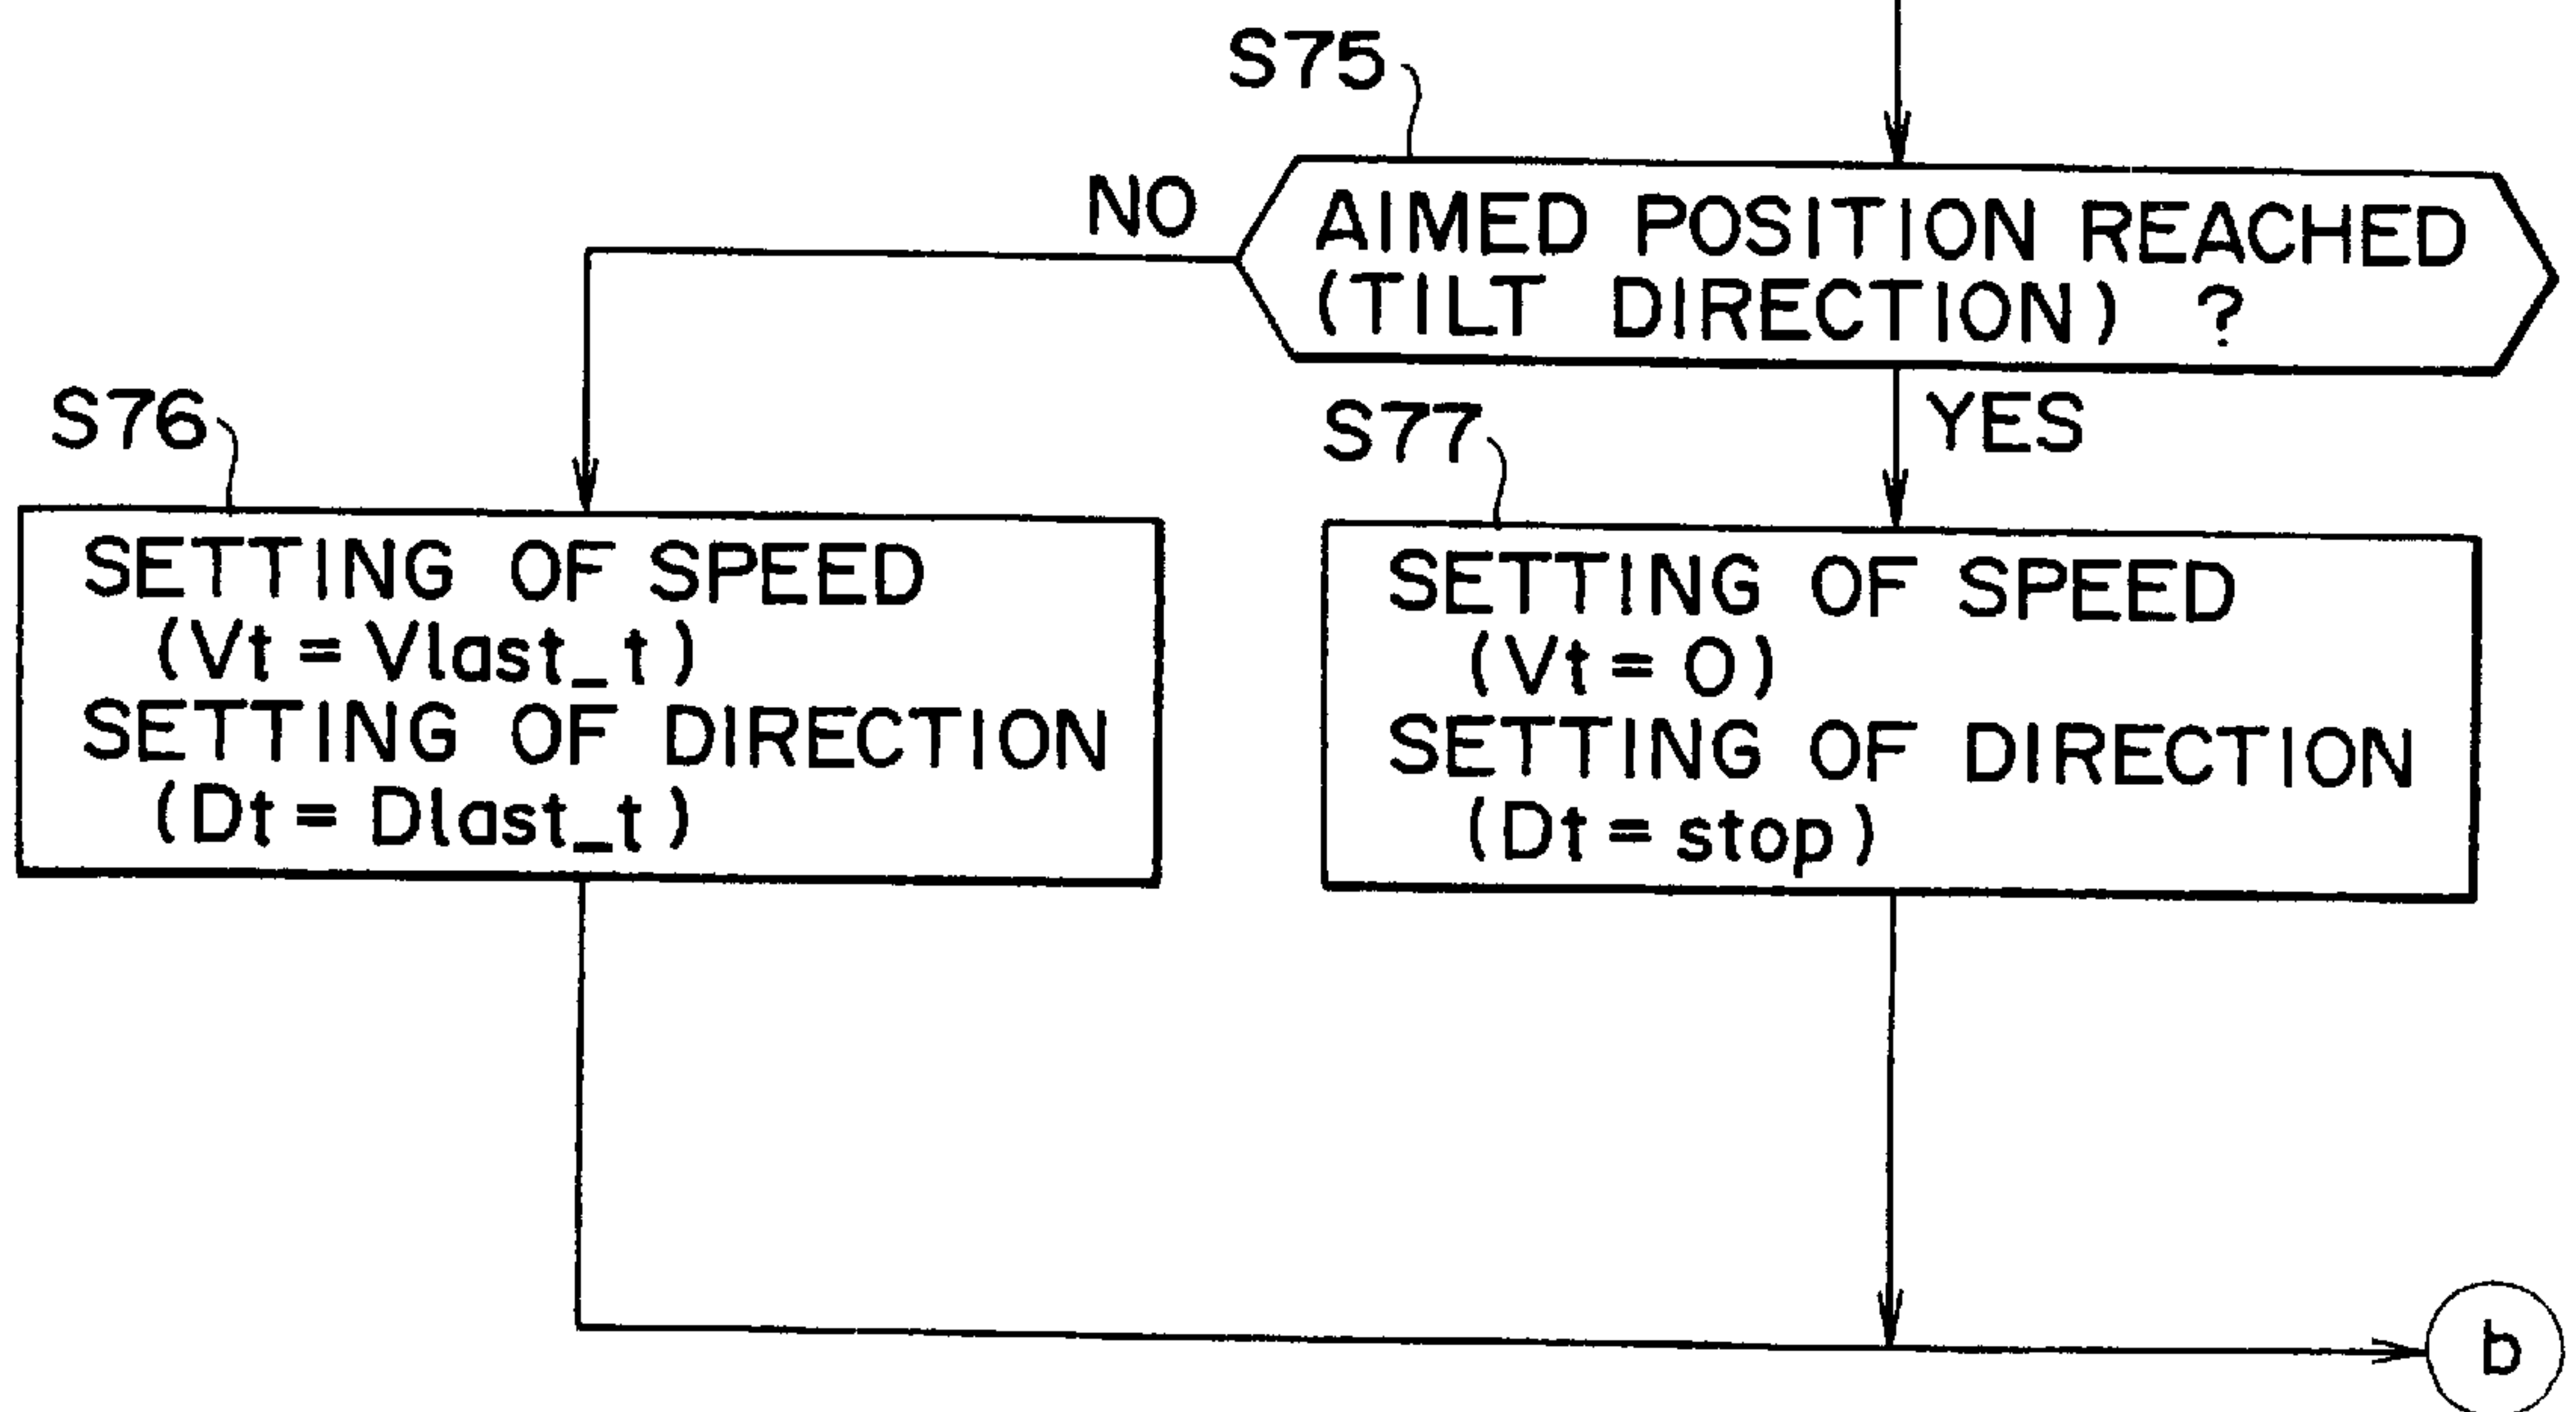 S75
NO
AIMED POSITION REACHED
(TILT DIRECTION) ?
YES
S76
SETTING OF SPEED
(Vt = Vlast_t)
SETTING OF DIRECTION
(Dt = Dlast_t)
S77
SETTING OF SPEED
(Vt = 0)
SETTING OF DIRECTION
(Dt = stop)
b